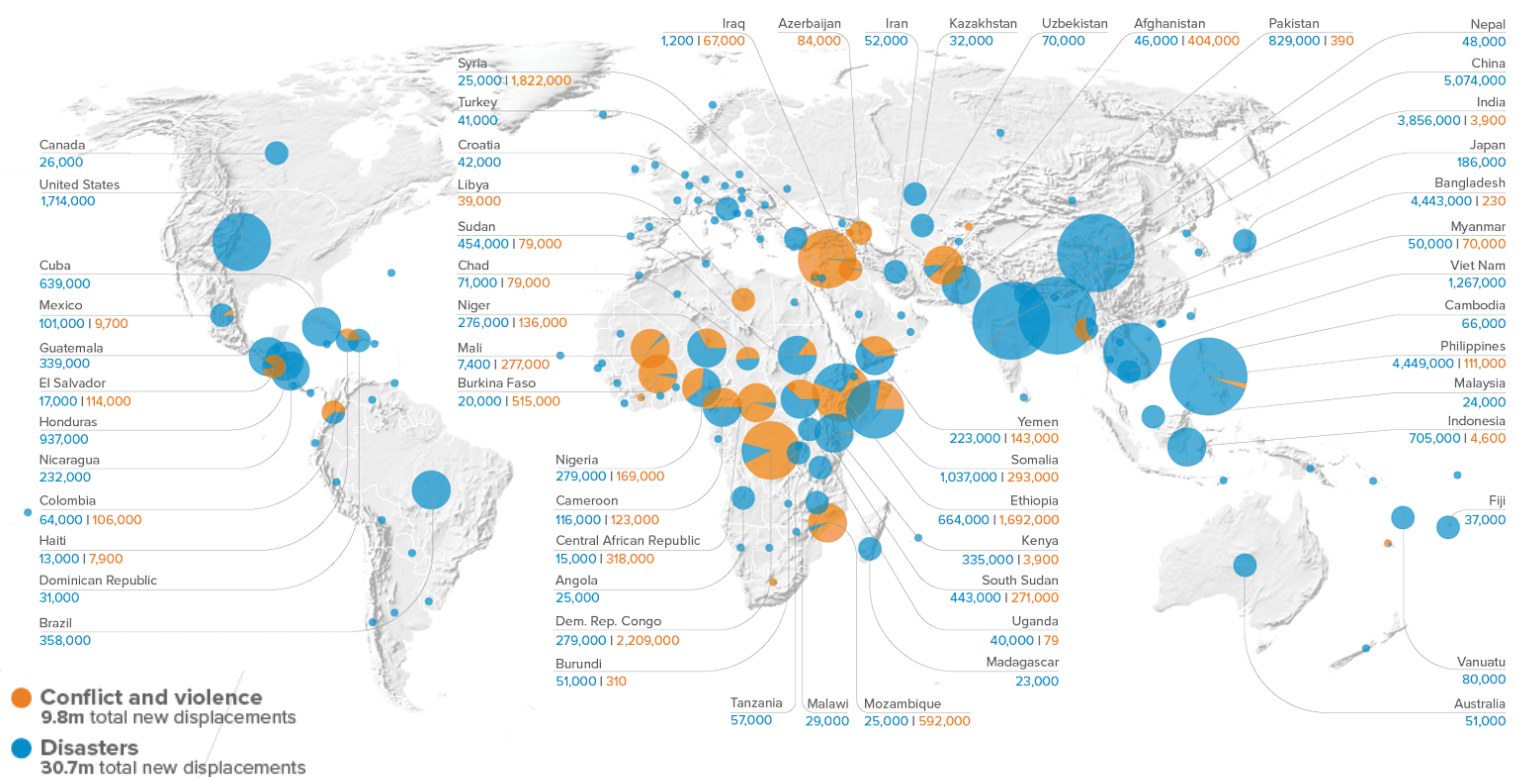 Iraq
1,200 | 67,000
Azerbaijan
84,000
Iran
52,000
Kazakhstan
32,000
Uzbekistan
70,000
Afghanistan
46,000 | 404,000
Pakistan
829,000 | 390
Nepal
48,000
China
5,074,000
India
3,856,000 | 3,900
Japan
186,000
Bangladesh
4,443,000 | 230
Myanmar
50,000 | 70,000
Viet Nam
1,267,000
Cambodia
66,000
Philippines
4,449,000 | 111,000
Malaysia
24,000
Indonesia
705,000 | 4,600
Fiji
37,000
Vanuatu
80,000
Australia
51,000
Syria
25,000 | 1,822,000
Turkey
41,000
Croatia
42,000
Libya
39,000
Sudan
454,000 | 79,000
Chad
71,000 | 79,000
Niger
276,000 | 136,000
Mali
7,400 | 277,000
Burkina Faso
20,000 | 515,000
Canada
26,000
United States
1,714,000
Cuba
639,000
Mexico
101,000 | 9,700
Guatemala
339,000
El Salvador
17,000 | 114,000
Honduras
937,000
Nicaragua
232,000
Colombia
64,000 | 106,000
Haiti
13,000 | 7,900
Dominican Republic
31,000
Brazil
358,000
Nigeria
279,000 | 169,000
Cameroon
116,000 | 123,000
Central African Republic
15,000 | 318,000
Angola
25,000
Dem. Rep. Congo
279,000 | 2,209,000
Burundi
51,000 | 310
Yemen
223,000 | 143,000
Somalia
1,037,000 | 293,000
Ethiopia
664,000 | 1,692,000
Kenya
335,000 | 3,900
South Sudan
443,000 | 271,000
Uganda
40,000 | 79
Madagascar
23,000
Tanzania
57,000
Malawi
29,000
Mozambique
25,000 | 592,000
Conflict and violence
9.8m total new displacements
Disasters
30.7m total new displacements